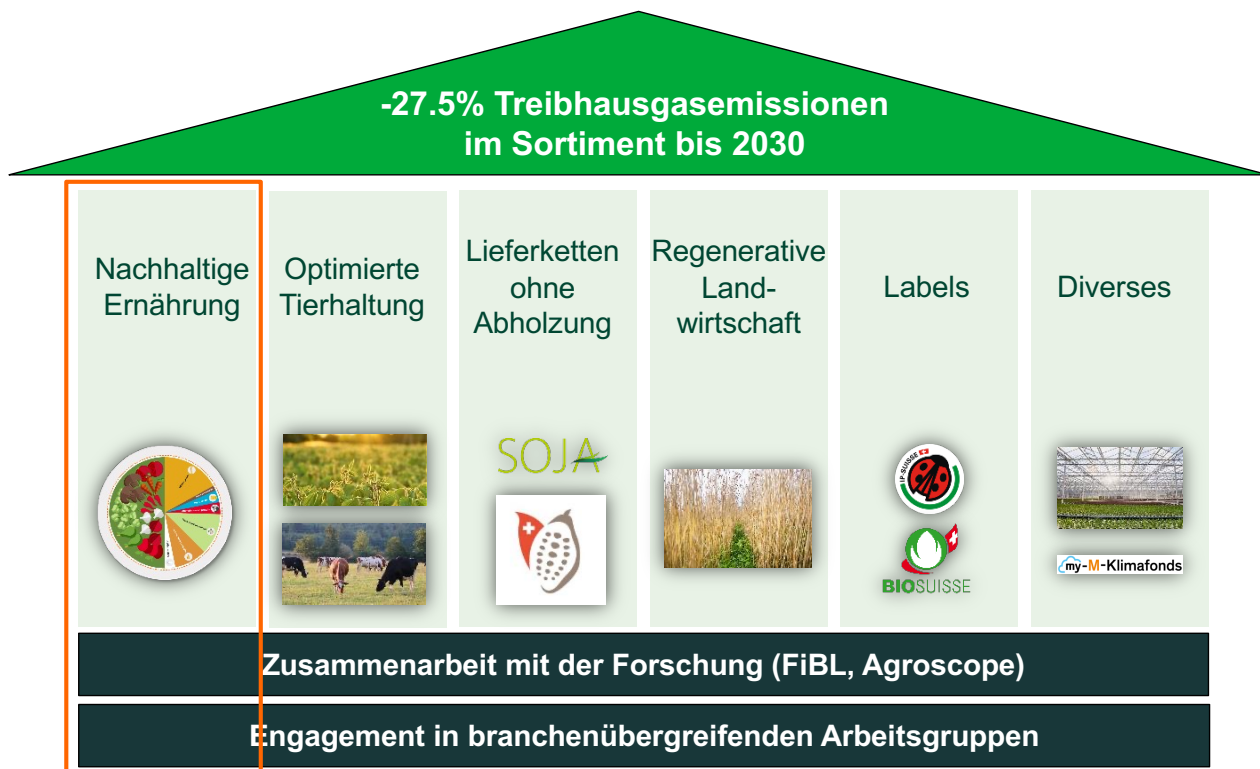 -27.5% Treibhausgasemissionen
im Sortiment bis 2030
Nachhaltige
Ernährung
Optimierte
Tierhaltung
Lieferketten
ohne
Abholzung
Regenerative
Land-
wirtschaft
Labels
Diverses
SOJA
IP-SUISSE
BIOSUISSE
my-M-Klimafonds
Zusammenarbeit mit der Forschung (FiBL, Agroscope)
Engagement in branchenübergreifenden Arbeitsgruppen